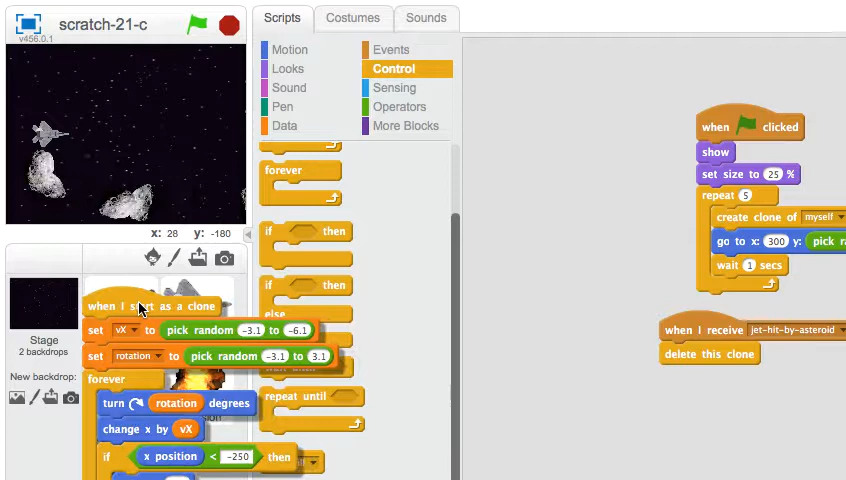 scratch-21-c
v456.0.1
Scripts
Costumes
Sounds
Motion
Looks
Sound
Pen
Data
Events
Control
Sensing
Operators
More Blocks
forever
if then
if then
else
repeat until
x: 28 y: -180
Stage
2 backdrops
New backdrop:
when I start as a clone
set vX to pick random -3.1 to -6.1
set rotation to pick random -3.1 to 3.1
forever
turn rotation degrees
change x by vX
if x position < -250 then
when clicked
show
set size to 25 %
repeat 5
create clone of myself
go to x: 300 y: pick
wait 1 secs
when I receive jet-hit-by-asteroid
delete this clone